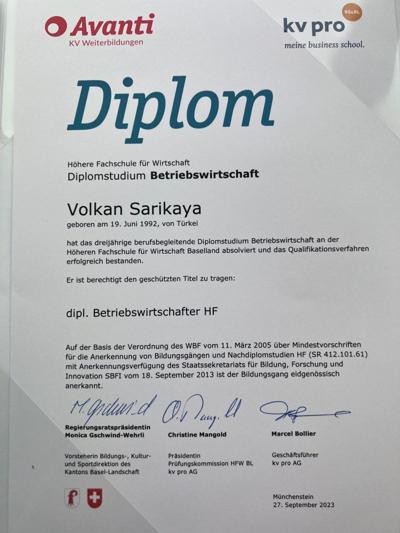 Avanti
KV Weiterbildungen
kv pro
BS&BL
meine business school.
Diplom
Höhere Fachschule für Wirtschaft
Diplomstudium Betriebswirtschaft
Volkan Sarikaya
geboren am 19. Juni 1992, von Türkei
hat das dreijährige berufsbegleitende Diplomstudium Betriebswirtschaft an der
Höheren Fachschule für Wirtschaft Baselland absolviert und das Qualifikationsverfahren
erfolgreich bestanden.
Er ist berechtigt den geschützten Titel zu tragen:
dipl. Betriebswirtschafter HF
Auf der Basis der Verordnung des WBF vom 11. März 2005 über Mindestvorschriften
für die Anerkennung von Bildungsgängen und Nachdiplomstudien HF (SR 412.101.61)
mit Anerkennungsverfügung des Staatssekretariats für Bildung, Forschung und
Innovation SBFI vom 18. September 2013 ist der Bildungsgang eidgenössisch
anerkannt.
Regierungsratspräsidentin
Monica Gschwind-Wehrli
Christine Mangold
Marcel Bollier
Vorsteherin Bildungs-, Kultur-
und Sportdirektion des
Kantons Basel-Landschaft
Präsidentin
Prüfungskommission HFW BL
kv pro AG
Geschäftsführer
kv pro AG
Münchenstein
27. September 2023